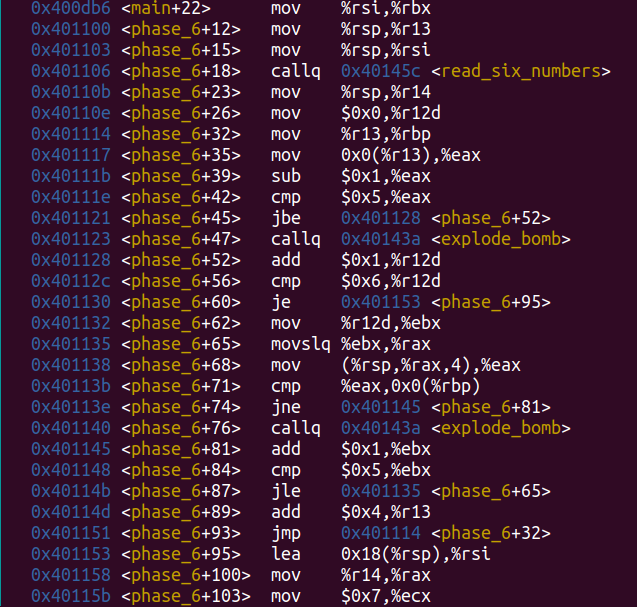 0x400db6 <main+22> mov %rsi,%rbx
0x401100 <phase_6+12> mov %rsp,%r13
0x401103 <phase_6+15> mov %rsp,%rsi
0x401106 <phase_6+18> callq 0x40145c <read_six_numbers>
0x40110b <phase_6+23> mov %rsp,%r14
0x40110e <phase_6+26> mov $0x0,%r12d
0x401114 <phase_6+32> mov %r13,%rbp
0x401117 <phase_6+35> mov 0x0(%r13),%eax
0x40111b <phase_6+39> sub $0x1,%eax
0x40111e <phase_6+42> cmp $0x5,%eax
0x401121 <phase_6+45> jbe 0x401128 <phase_6+52>
0x401123 <phase_6+47> callq 0x40143a <explode_bomb>
0x401128 <phase_6+52> add $0x1,%r12d
0x40112c <phase_6+56> cmp $0x6,%r12d
0x401130 <phase_6+60> je 0x401153 <phase_6+95>
0x401132 <phase_6+62> mov %r12d,%ebx
0x401135 <phase_6+65> movslq %ebx,%rax
0x401138 <phase_6+68> mov (%rsp,%rax,4),%eax
0x40113b <phase_6+71> cmp %eax,0x0(%rbp)
0x40113e <phase_6+74> jne 0x401145 <phase_6+81>
0x401140 <phase_6+76> callq 0x40143a <explode_bomb>
0x401145 <phase_6+81> add $0x1,%ebx
0x401148 <phase_6+84> cmp $0x5,%ebx
0x40114b <phase_6+87> jle 0x401135 <phase_6+65>
0x40114d <phase_6+89> add $0x4,%r13
0x401151 <phase_6+93> jmp 0x401114 <phase_6+32>
0x401153 <phase_6+95> lea 0x18(%rsp),%rsi
0x401158 <phase_6+100> mov %r14,%rax
0x40115b <phase_6+103> mov $0x7,%ecx